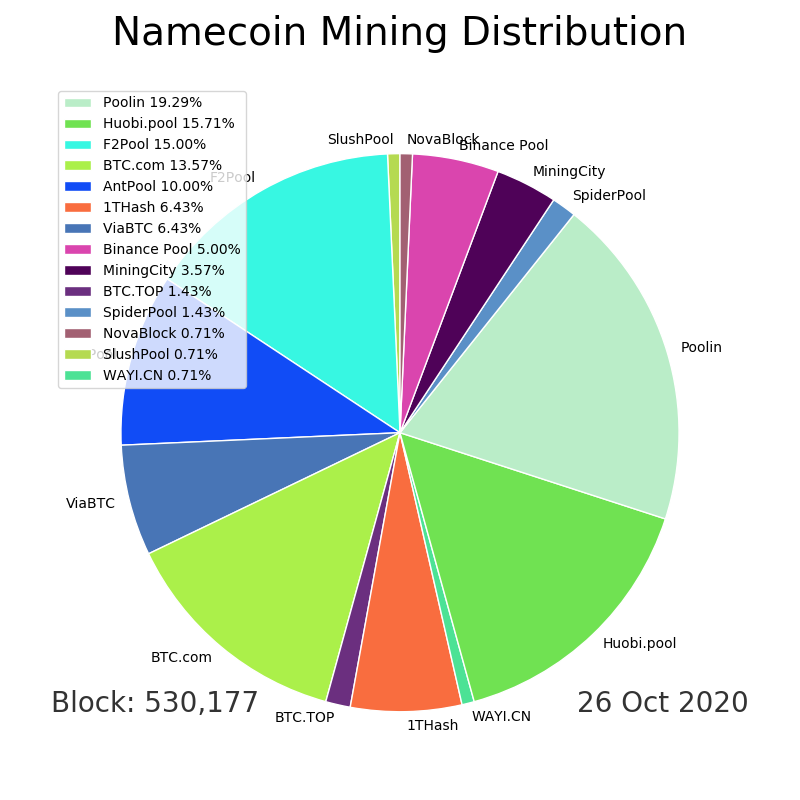 Namecoin Mining Distribution
Poolin 19.29%
Huobi.pool 15.71%
F2Pool 15.00%
BTC.com 13.57%
AntPool 10.00%
1THash 6.43%
ViaBTC 6.43%
Binance Pool 5.00%
MiningCity 3.57%
BTC.TOP 1.43%
SpiderPool 1.43%
NovaBlock 0.71%
SlushPool 0.71%
WAYI.CN 0.71%
SlushPool
NovaBlock
Binance Pool
MiningCity
SpiderPool
F2Pool
Poolin
ViaBTC
Huobi.pool
BTC.com
BTC.TOP
1THash
WAYI.CN
Block: 530,177
26 Oct 2020